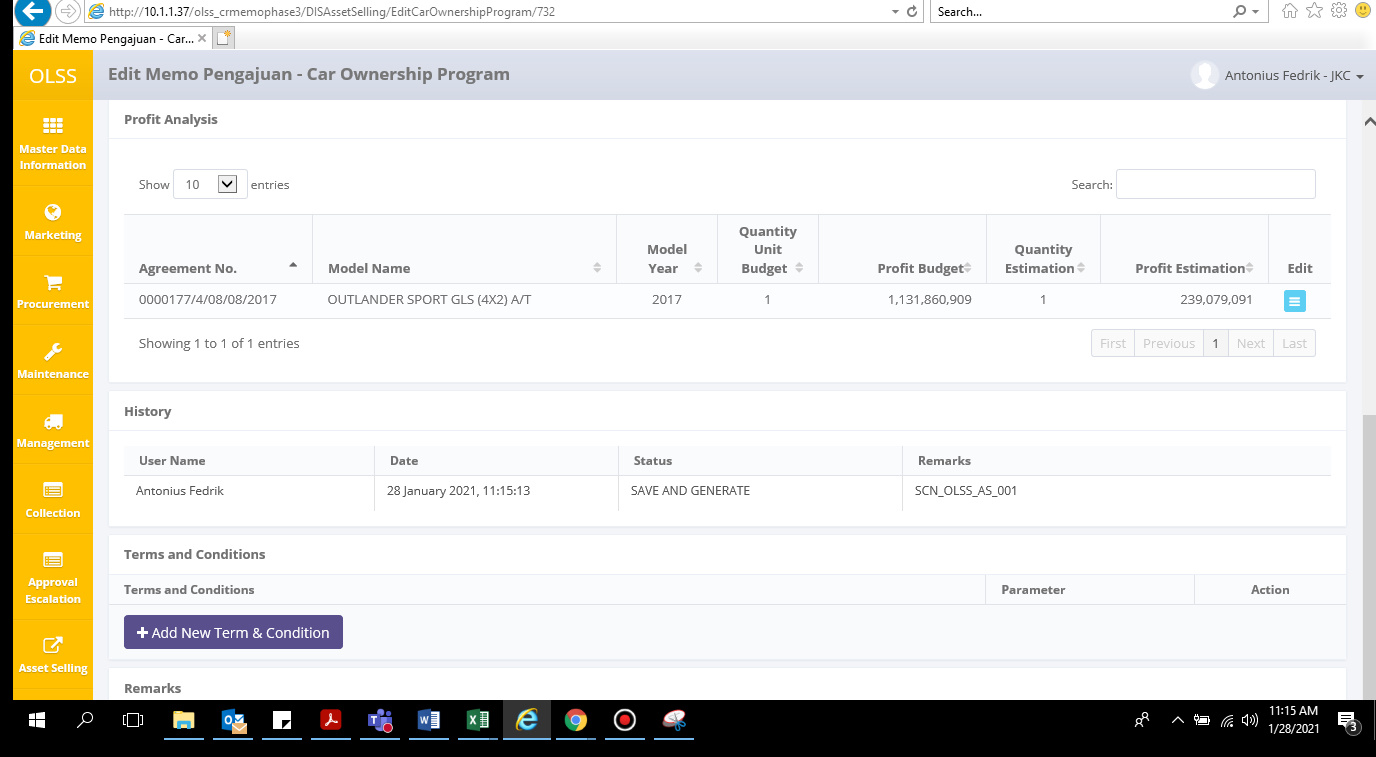 http://10.1.1.37/olss_crmemophase3/DISAssetSelling/EditCarOwnershipProgram/732
Search...
Edit Memo Pengajuan - Car...
OLSS
Edit Memo Pengajuan - Car Ownership Program
Antonius Fedrik - JKC
Master Data
Information
Marketing
Procurement
Maintenance
Management
Collection
Approval
Escalation
Asset Selling
Profit Analysis
Show 10 entries
Search:
Agreement No. Model Name Model Year Quantity Unit Budget Profit Budget Quantity Estimation Profit Estimation Edit
0000177/4/08/08/2017 OUTLANDER SPORT GLS (4X2) A/T 2017 1 1,131,860,909 1 239,079,091
Showing 1 to 1 of 1 entries
First Previous 1 Next Last
History
User Name Date Status Remarks
Antonius Fedrik 28 January 2021, 11:15:13 SAVE AND GENERATE SCN_OLSS_AS_001
Terms and Conditions
Terms and Conditions Parameter Action
+ Add New Term & Condition
Remarks
11:15 AM
1/28/2021
3